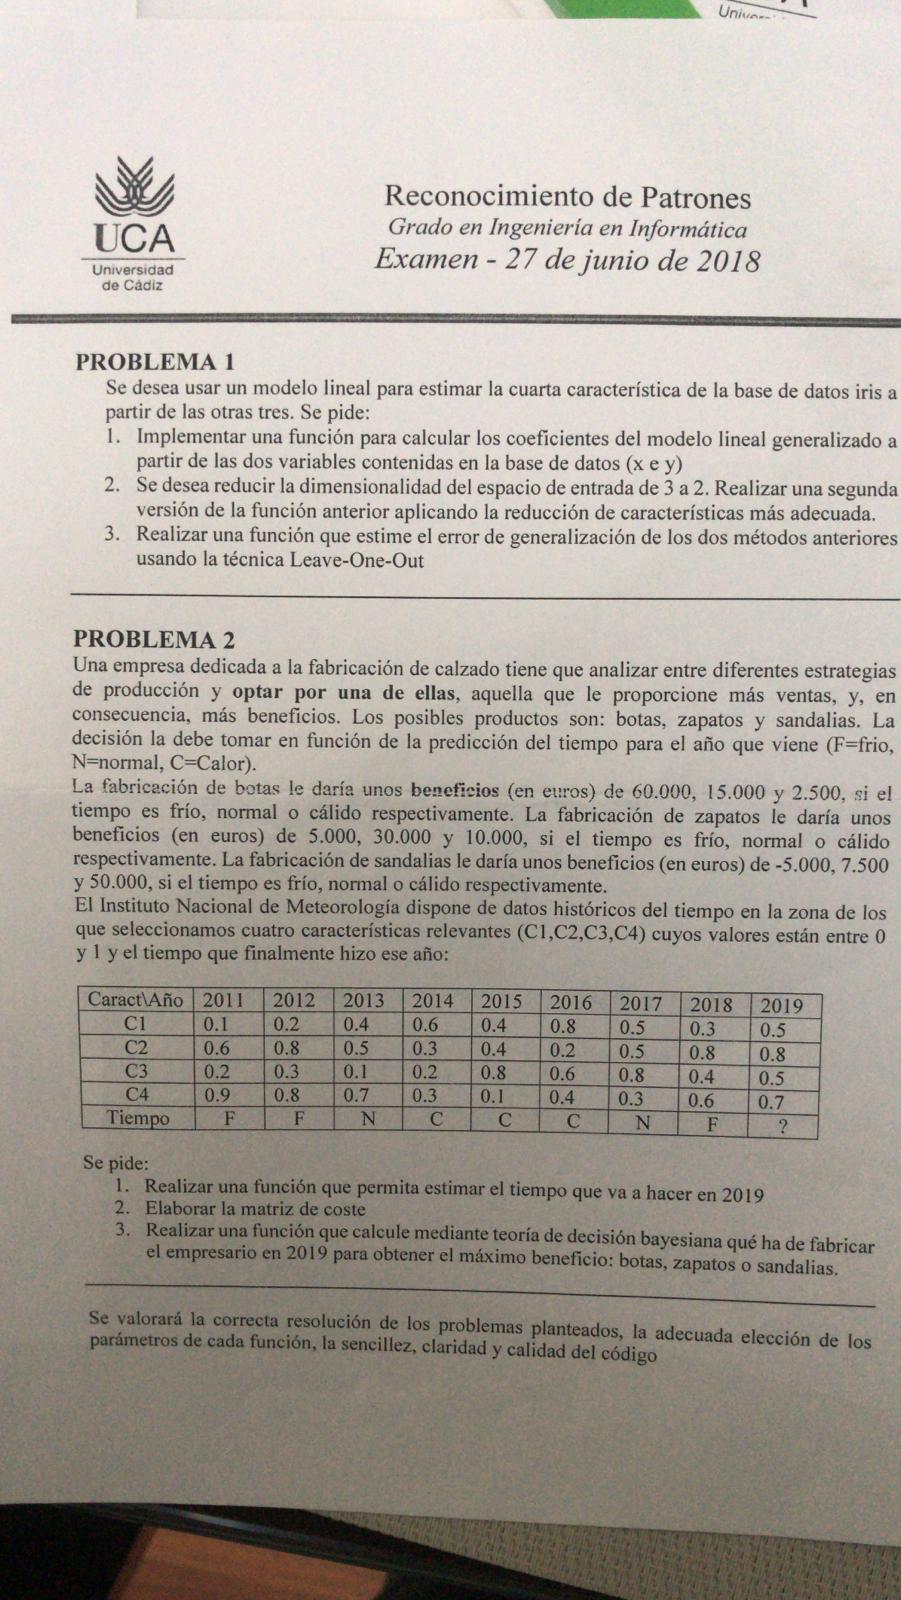 UCA
Universidad
de Cádiz
Reconocimiento de Patrones
Grado en Ingeniería en Informática
Examen - 27 de junio de 2018
PROBLEMA 1
Se desea usar un modelo lineal para estimar la cuarta característica de la base de datos iris a
partir de las otras tres. Se pide:
1. Implementar una función para calcular los coeficientes del modelo lineal generalizado a
partir de las dos variables contenidas en la base de datos (x e y)
2. Se desea reducir la dimensionalidad del espacio de entrada de 3 a 2. Realizar una segunda
versión de la función anterior aplicando la reducción de características más adecuada.
3. Realizar una función que estime el error de generalización de los dos métodos anteriores
usando la técnica Leave-One-Out
PROBLEMA 2
Una empresa dedicada a la fabricación de calzado tiene que analizar entre diferentes estrategias
de producción y optar por una de ellas, aquella que le proporcione más ventas, y, en
consecuencia, más beneficios. Los posibles productos son: botas, zapatos y sandalias. La
decisión la debe tomar en función de la predicción del tiempo para el año que viene (F=frio,
N=normal, C=Calor).
La fabricación de botas le daría unos beneficios (en euros) de 60.000, 15.000 y 2.500, si el
tiempo es frío, normal o cálido respectivamente. La fabricación de zapatos le daría unos
beneficios (en euros) de 5.000, 30.000 y 10.000, si el tiempo es frío, normal o cálido
respectivamente. La fabricación de sandalias le daría unos beneficios (en euros) de -5.000, 7.500
y 50.000, si el tiempo es frío, normal o cálido respectivamente.
El Instituto Nacional de Meteorología dispone de datos históricos del tiempo en la zona de los
que seleccionamos cuatro características relevantes (C1,C2,C3,C4) cuyos valores están entre 0
y 1 y el tiempo que finalmente hizo ese año:
Caract\Año 2011 2012 2013 2014 2015 2016 2017 2018 2019
C1 0.1 0.2 0.4 0.6 0.4 0.8 0.5 0.3 0.5
C2 0.6 0.8 0.5 0.3 0.4 0.2 0.5 0.8 0.8
C3 0.2 0.3 0.1 0.2 0.8 0.6 0.8 0.4 0.5
C4 0.9 0.8 0.7 0.3 0.1 0.4 0.3 0.6 0.7
Tiempo F F N C C C N F ?
Se pide:
1. Realizar una función que permita estimar el tiempo que va a hacer en 2019
2. Elaborar la matriz de coste
3. Realizar una función que calcule mediante teoría de decisión bayesiana qué ha de fabricar
el empresario en 2019 para obtener el máximo beneficio: botas, zapatos o sandalias.
Se valorará la correcta resolución de los problemas planteados, la adecuada elección de los
parámetros de cada función, la sencillez, claridad y calidad del código